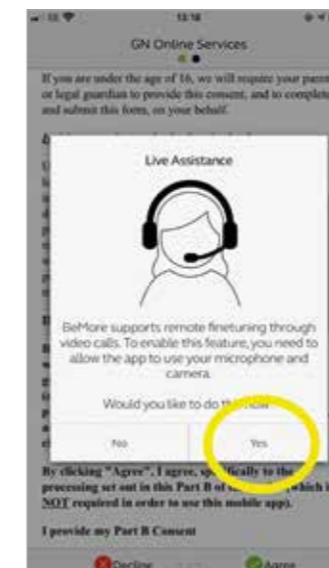 13:18
GN Online Services
If you are under the age of 16, we will require your parent
or legal guardian to provide this consent, and to complete
and submit this form, on your behalf.
Live Assistance
BeMore supports remote finetuning through
video calls. To enable this feature, you need to
allow the app to use your microphone and
camera.
Would you like to do this now
No
Yes
By clicking "Agree". I agree, specifically to the
processing set out in this Part B of (which is
NOT required in order to use this mobile app).
I provide my Part B Consent
Decline
Agree